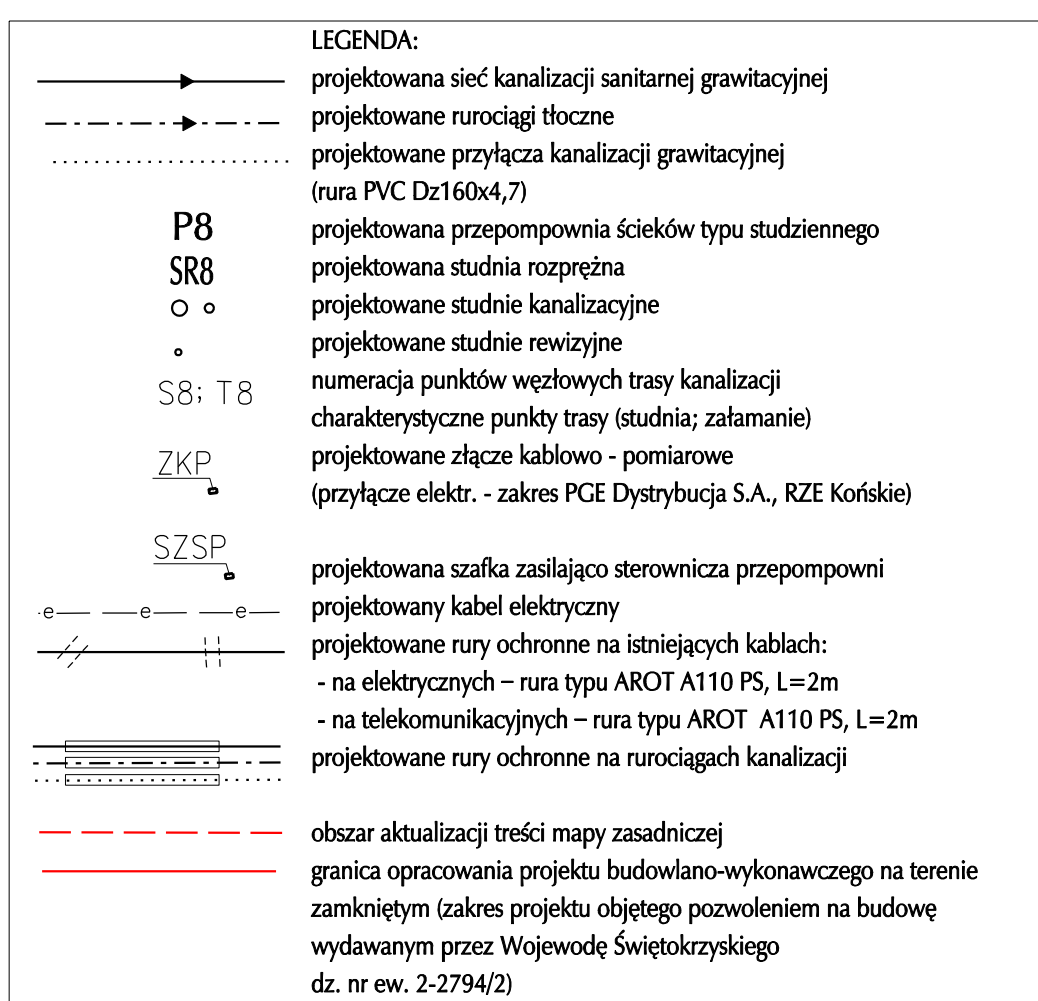 LEGENDA:
projektowana sieć kanalizacji sanitarnej grawitacyjnej
projektowane rurociągi tłoczne
projektowane przyłącza kanalizacji grawitacyjnej
(rura PVC Dz160x4,7)
P8 projektowana przepompownia ścieków typu studziennego
SR8 projektowana studnia rozprężna
projektowane studnie kanalizacyjne
projektowane studnie rewizyjne
S8; T8 numeracja punktów węzłowych trasy kanalizacji
charakterystyczne punkty trasy (studnia; załamanie)
ZKP projektowane złącze kablowo - pomiarowe
(przyłącze elektr. - zakres PGE Dystrybucja S.A., RZE Końskie)
SZSP projektowana szafka zasilająco sterownicza przepompowni
e e e projektowany kabel elektryczny
projektowane rury ochronne na istniejących kablach:
- na elektrycznych – rura typu AROT A110 PS, L=2m
- na telekomunikacyjnych – rura typu AROT A110 PS, L=2m
projektowane rury ochronne na rurociągach kanalizacji
obszar aktualizacji treści mapy zasadniczej
granica opracowania projektu budowlano-wykonawczego na terenie
zamkniętym (zakres projektu objętego pozwoleniem na budowę
wydawanym przez Wojewodę Świętokrzyskiego
dz. nr ew. 2-2794/2)